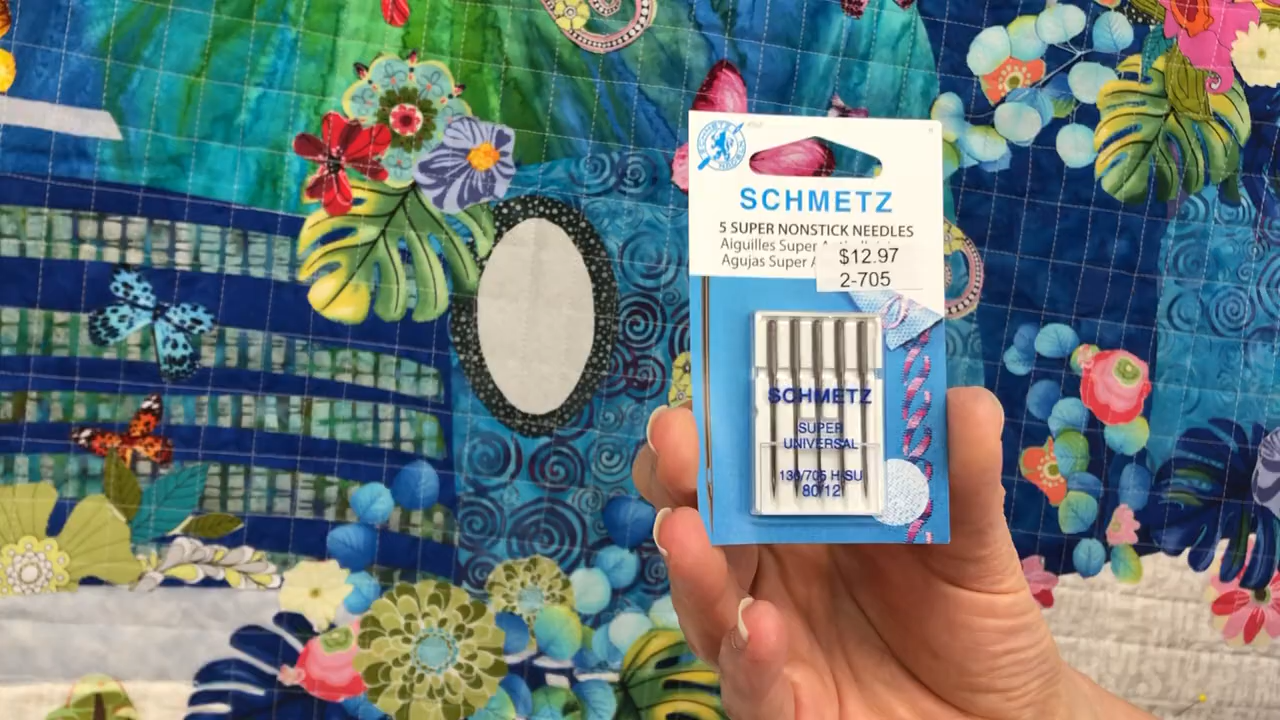 SCHMETZ
5 SUPER NONSTICK NEEDLES
Aiguilles Super
Agujas Super
$12.97
2-705
SCHMETZ
SUPER
UNIVERSAL
130/705 H-SU
80/12